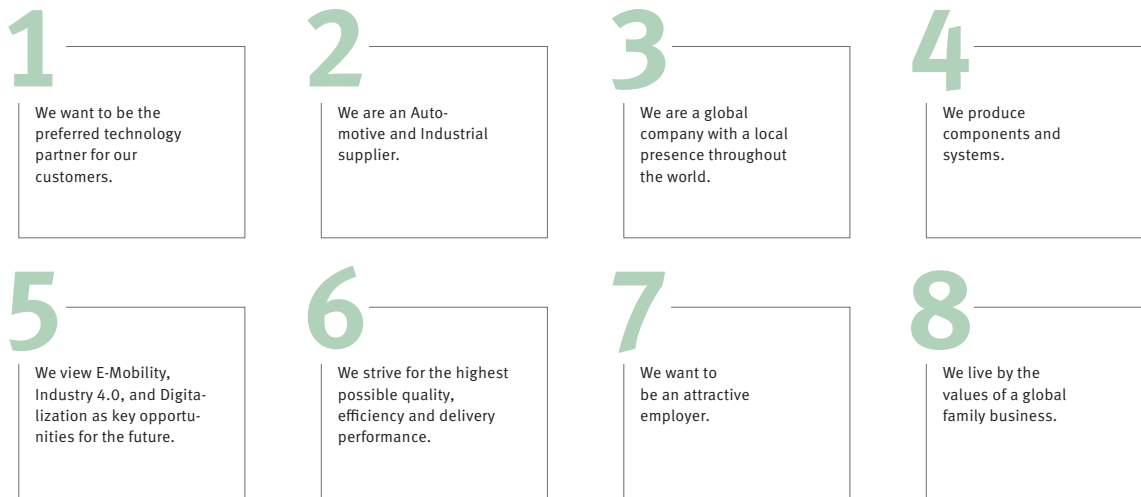 1
We want to be the
preferred technology
partner for our
customers.
2
We are an Auto-
motive and Industrial
supplier.
3
We are a global
company with a local
presence throughout
the world.
4
We produce
components and
systems.
5
We view E-Mobility,
Industry 4.0, and Digita-
lization as key opportu-
nities for the future.
6
We strive for the highest
possible quality,
efficiency and delivery
performance.
7
We want to
be an attractive
employer.
8
We live by the
values of a global
family business.